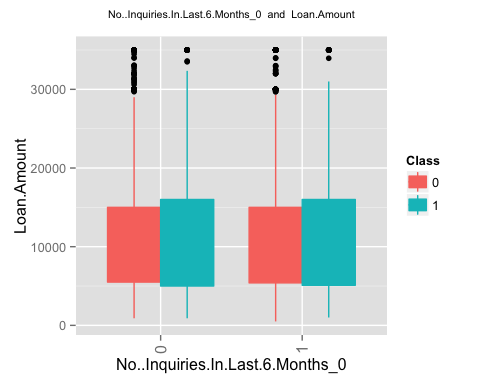 No..Inquiries.In.Last.6.Months_0 and Loan.Amount
30000
20000
10000
0
Loan.Amount
0
1
No..Inquiries.In.Last.6.Months_0
Class
0
1